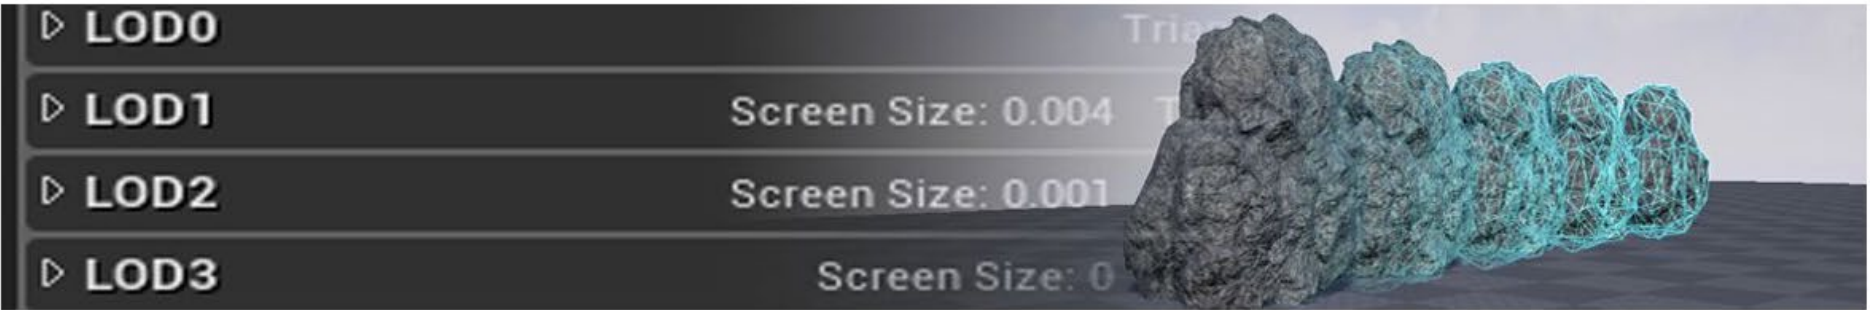 LOD0
LOD1 Screen Size: 0.004
LOD2 Screen Size: 0.001
LOD3 Screen Size: 0